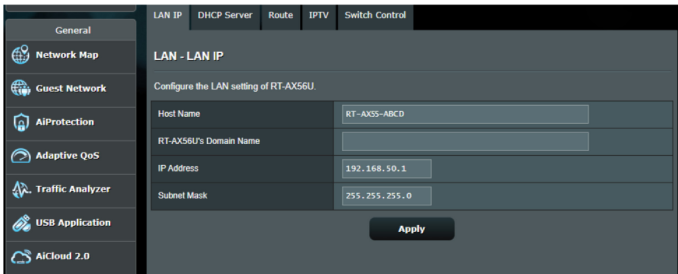 LAN IP DHCP Server Route IPTV Switch Control
General
Network Map
Guest Network
AiProtection
Adaptive QoS
Traffic Analyzer
USB Application
AiCloud 2.0
LAN - LAN IP
Configure the LAN setting of RT-AX56U.
Host Name RT-AX55-ABCD
RT-AX56U's Domain Name
IP Address 192.168.50.1
Subnet Mask 255.255.255.0
Apply